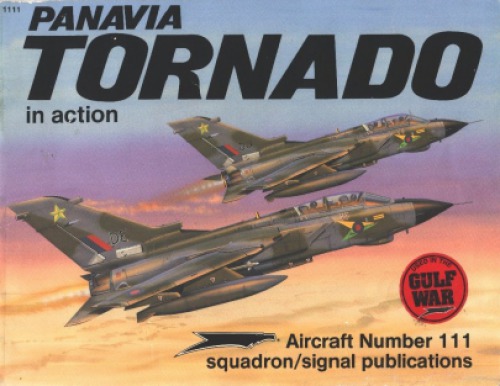 1111
PANAVIA
TORNADO
in action
USED IN THE
GULF
WAR
Aircraft Number 111
squadron/signal publications